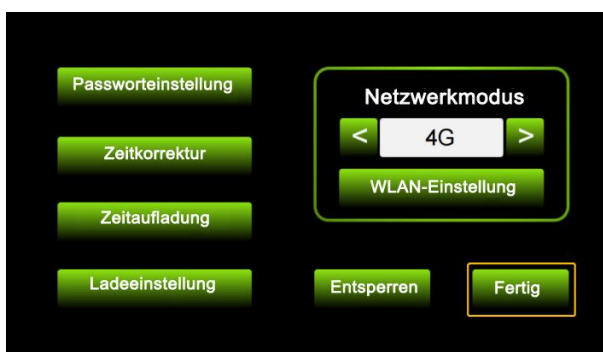 Passworteinstellung
Zeitkorrektur
Zeitaufladung
Ladeeinstellung
Netzwerkmodus
< 4G >
WLAN-Einstellung
Entsperren
Fertig